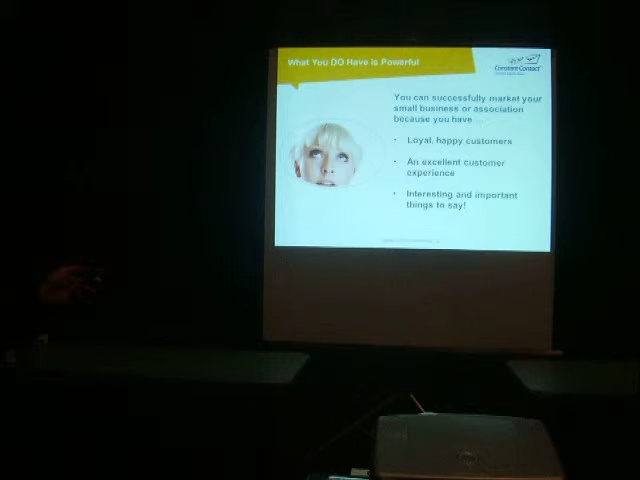 What You DO Have is Powerful
Constant Contact
You can successfully market your
small business or association
because you have ...
• Loyal, happy customers
• An excellent customer
experience
• Interesting and important
things to say!